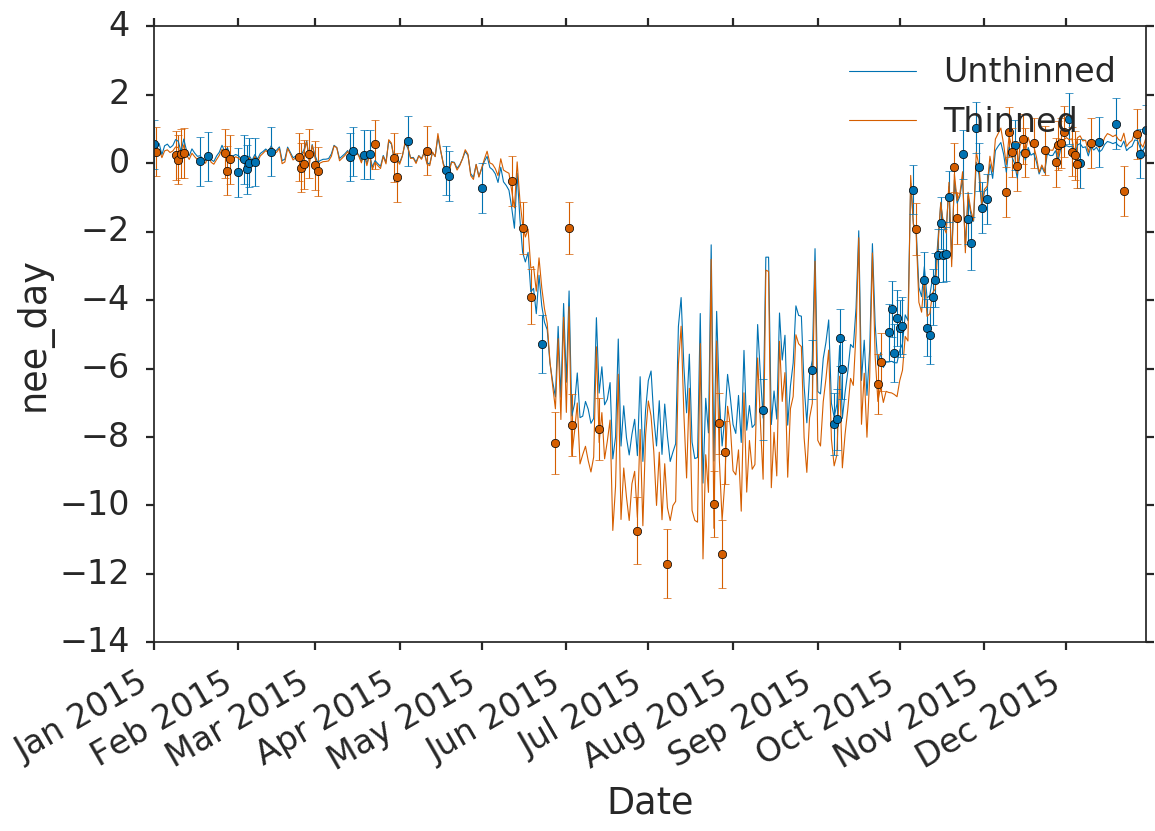 4
2
0
−2
−4
−6
−8
−10
−12
−14
nee_day
Unthinned
Thinned
Jan 2015
Feb 2015
Mar 2015
Apr 2015
May 2015
Jun 2015
Jul 2015
Aug 2015
Sep 2015
Oct 2015
Nov 2015
Dec 2015
Date